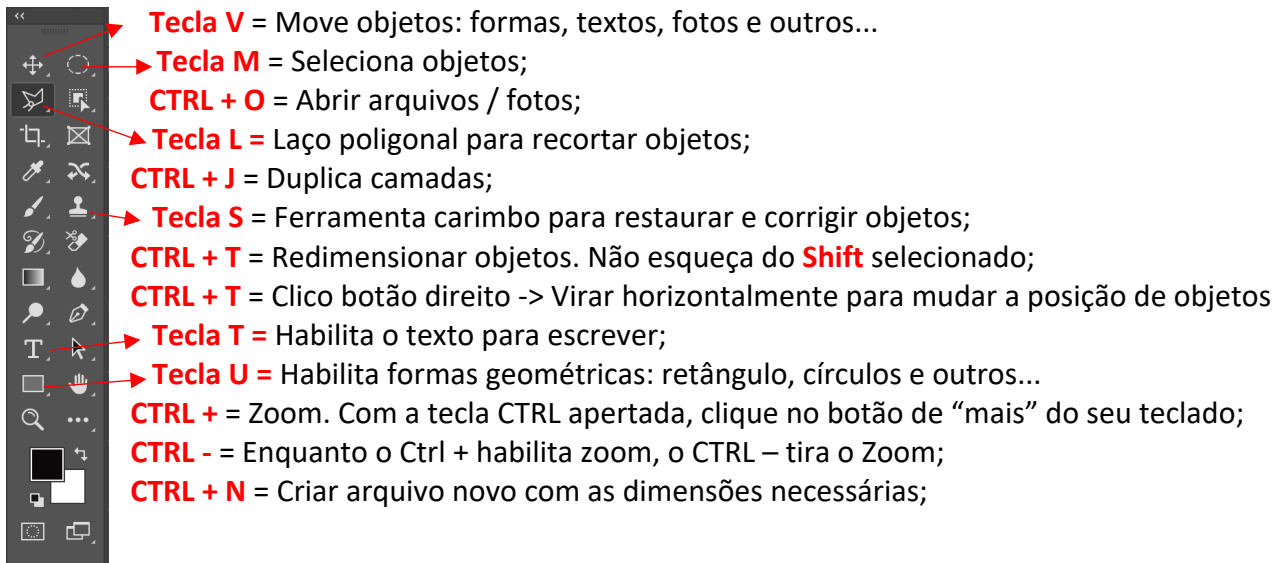 Tecla V = Move objetos: formas, textos, fotos e outros...
Tecla M = Seleciona objetos;
CTRL + O = Abrir arquivos / fotos;
Tecla L = Laço poligonal para recortar objetos;
CTRL + J = Duplica camadas;
Tecla S = Ferramenta carimbo para restaurar e corrigir objetos;
CTRL + T = Redimensionar objetos. Não esqueça do Shift selecionado;
CTRL + T = Clico botão direito -> Virar horizontalmente para mudar a posição de objetos
Tecla T = Habilita o texto para escrever;
Tecla U = Habilita formas geométricas: retângulo, círculos e outros...
CTRL + = Zoom. Com a tecla CTRL apertada, clique no botão de “mais” do seu teclado;
CTRL - = Enquanto o Ctrl + habilita zoom, o CTRL – tira o Zoom;
CTRL + N = Criar arquivo novo com as dimensões necessárias;